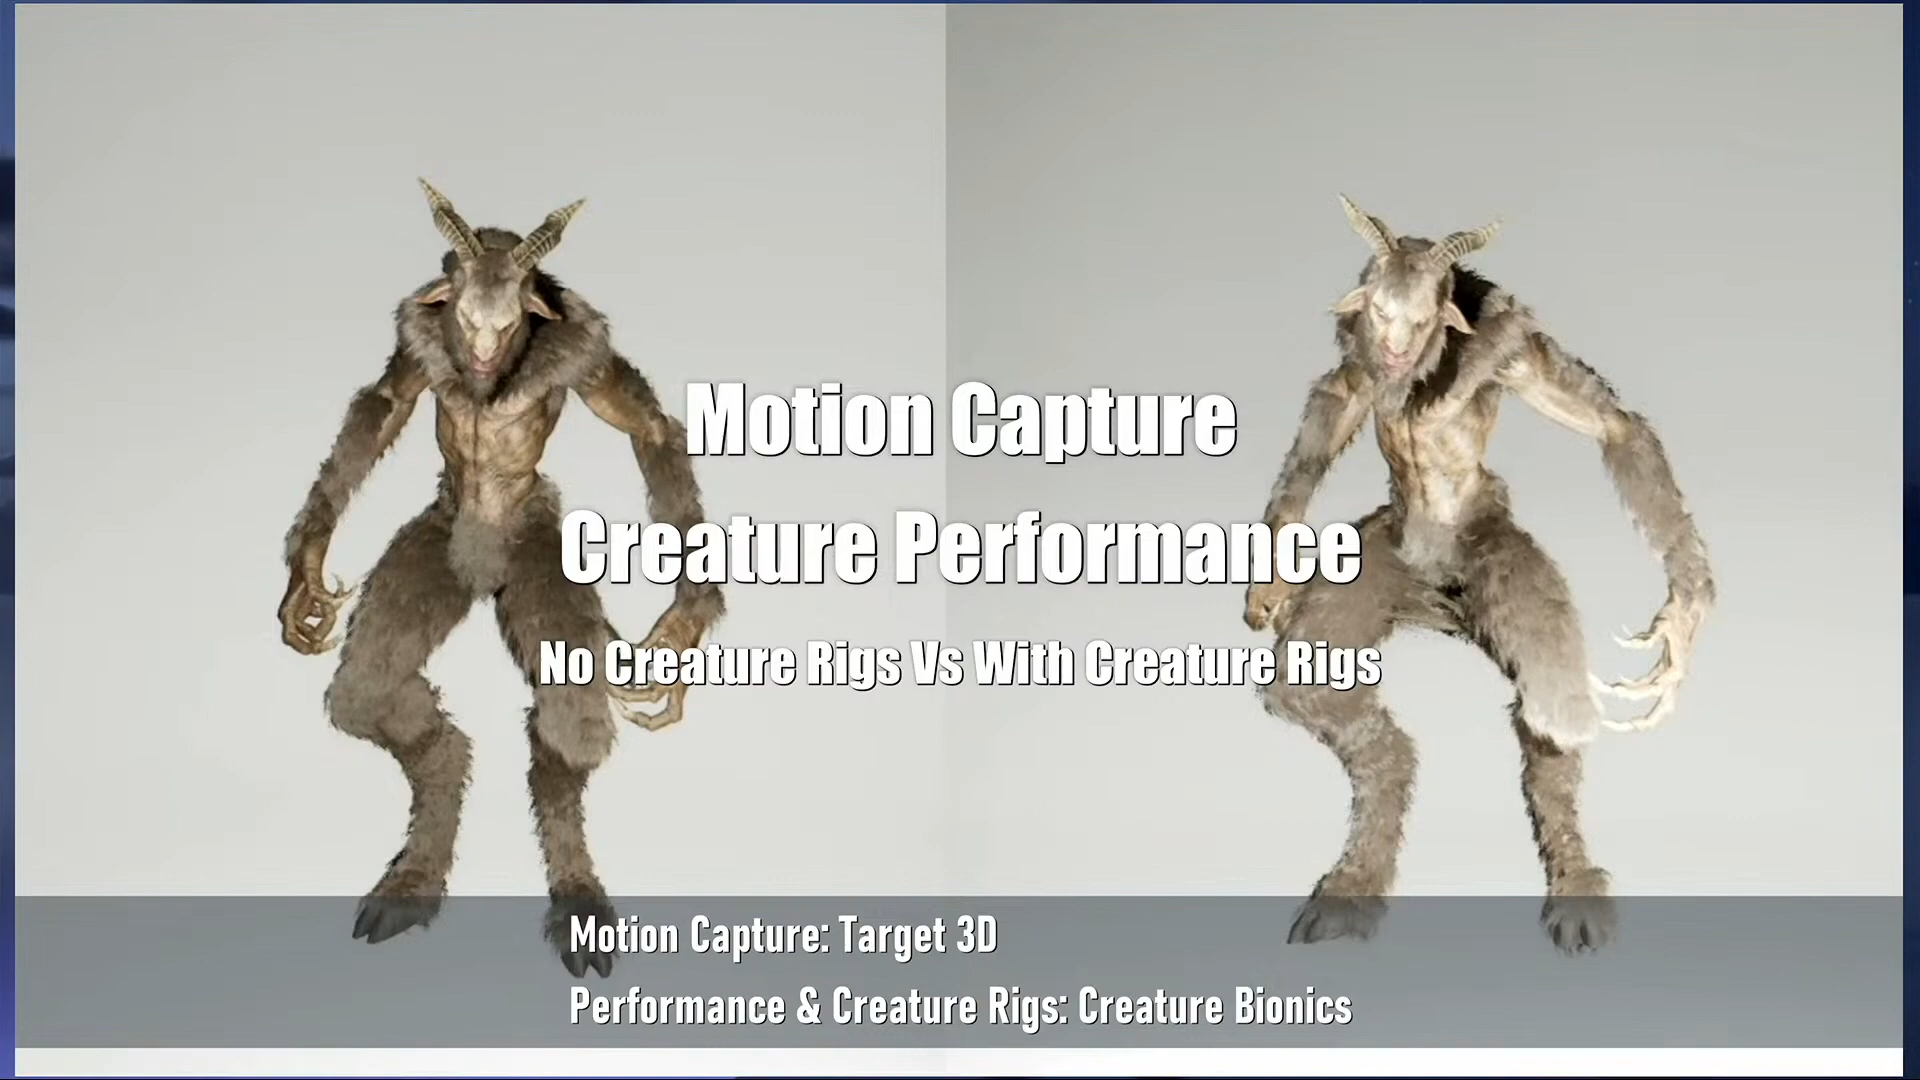 Motion Capture
Creature Performance
No Creature Rigs Vs With Creature Rigs
Motion Capture: Target 3D
Performance & Creature Rigs: Creature Bionics